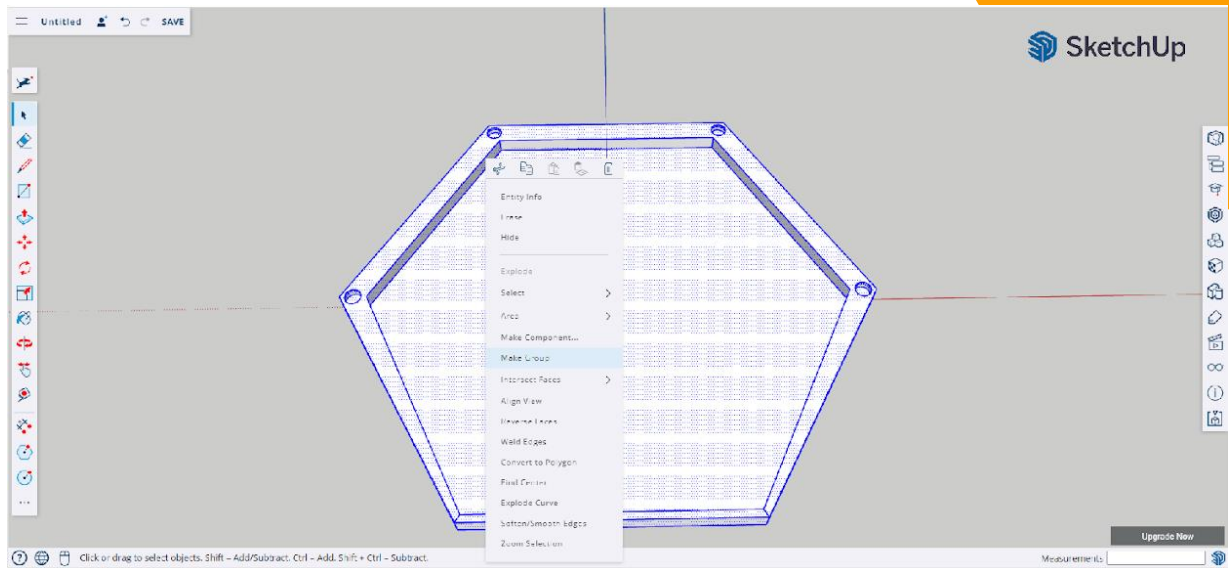 Untitled
SAVE
SketchUp
Entity Info
Erase
Hide
Explode
Select
Area
Make Component...
Make Group
Intersect Faces
Align View
Reverse Faces
Weld Edges
Convert to Polygon
Find Center
Explode Curve
Soften/Smooth Edges
Zoom Selection
Upgrade Now
Click or drag to select objects. Shift – Add/Subtract. Ctrl – Add. Shift + Ctrl – Subtract.
Measurements